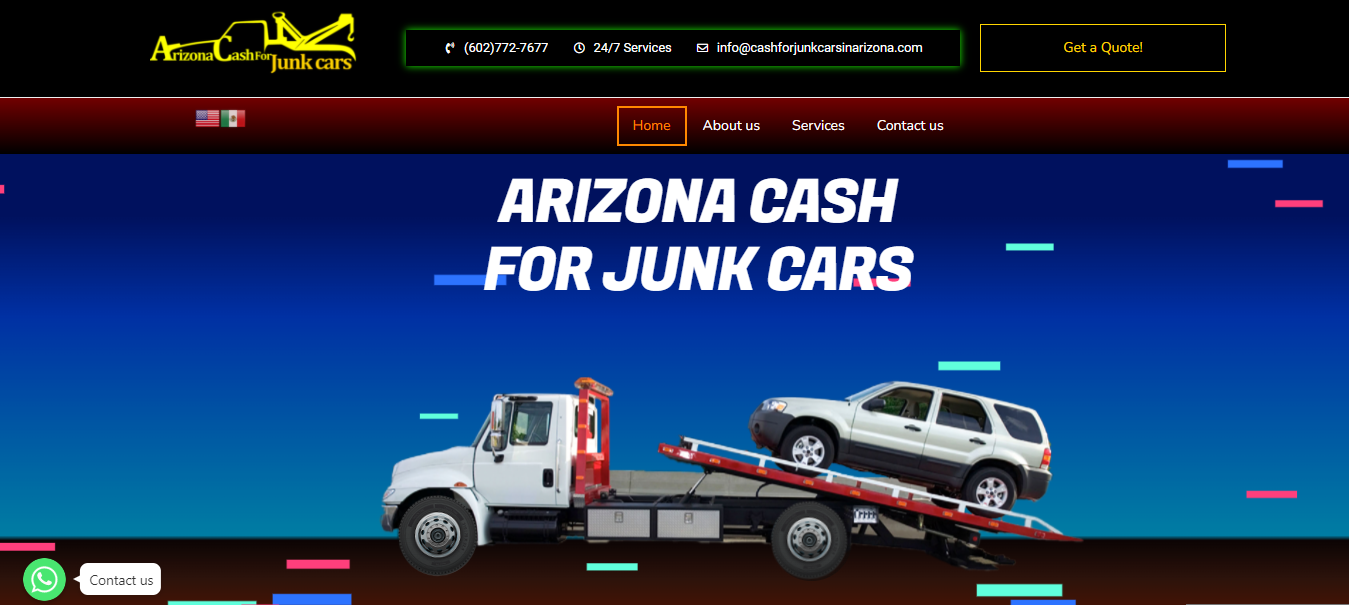 Arizona Cash For Junk cars
(602)772-7677 24/7 Services info@cashforjunkcarsinarizona.com
Get a Quote!
Home About us Services Contact us
ARIZONA CASH
FOR JUNK CARS
Contact us